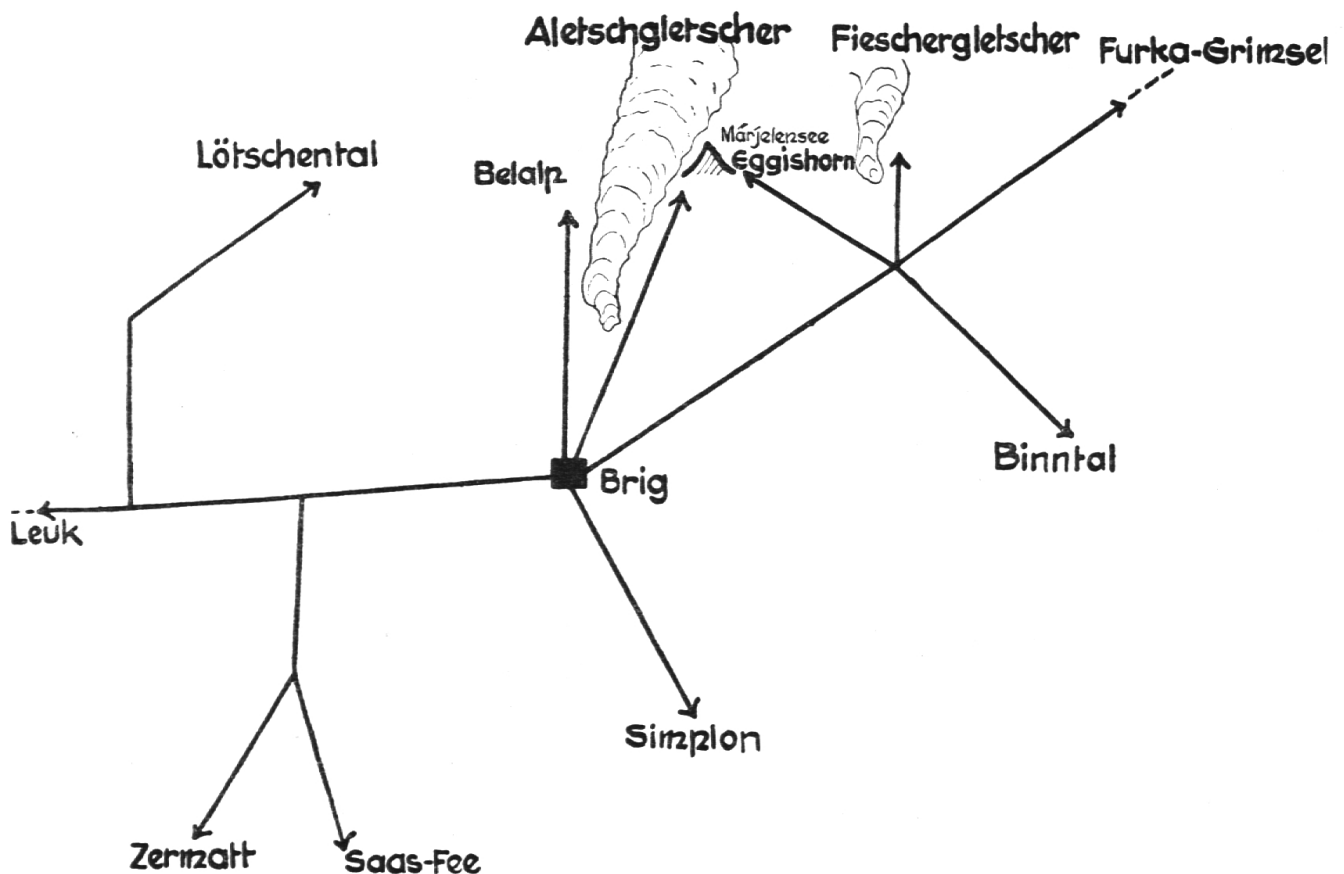 Aletschgletscher
Fieschergletscher
Furka-Grimsel
Lötschental
Belalp
Märjelensee
Eggishorn
Binntal
Brig
Leuk
Simplon
Zermatt
Saas-Fee